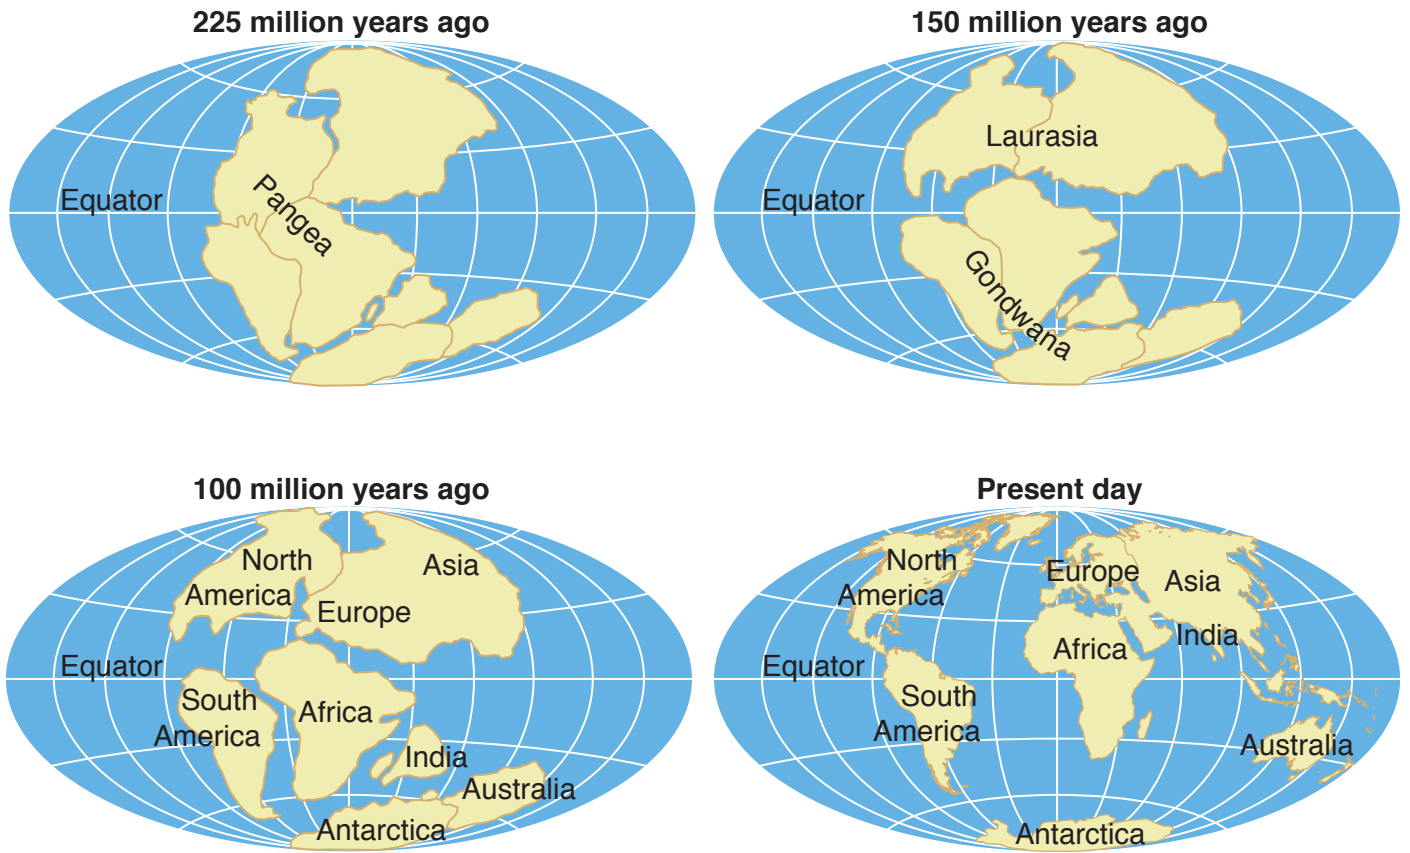 225 million years ago
Equator
Pangea
150 million years ago
Laurasia
Equator
Gondwana
100 million years ago
North
America
Asia
Europe
Equator
South
America
Africa
India
Australia
Antarctica
Present day
North
America
Europe
Asia
India
Africa
Equator
South
America
Australia
Antarctica